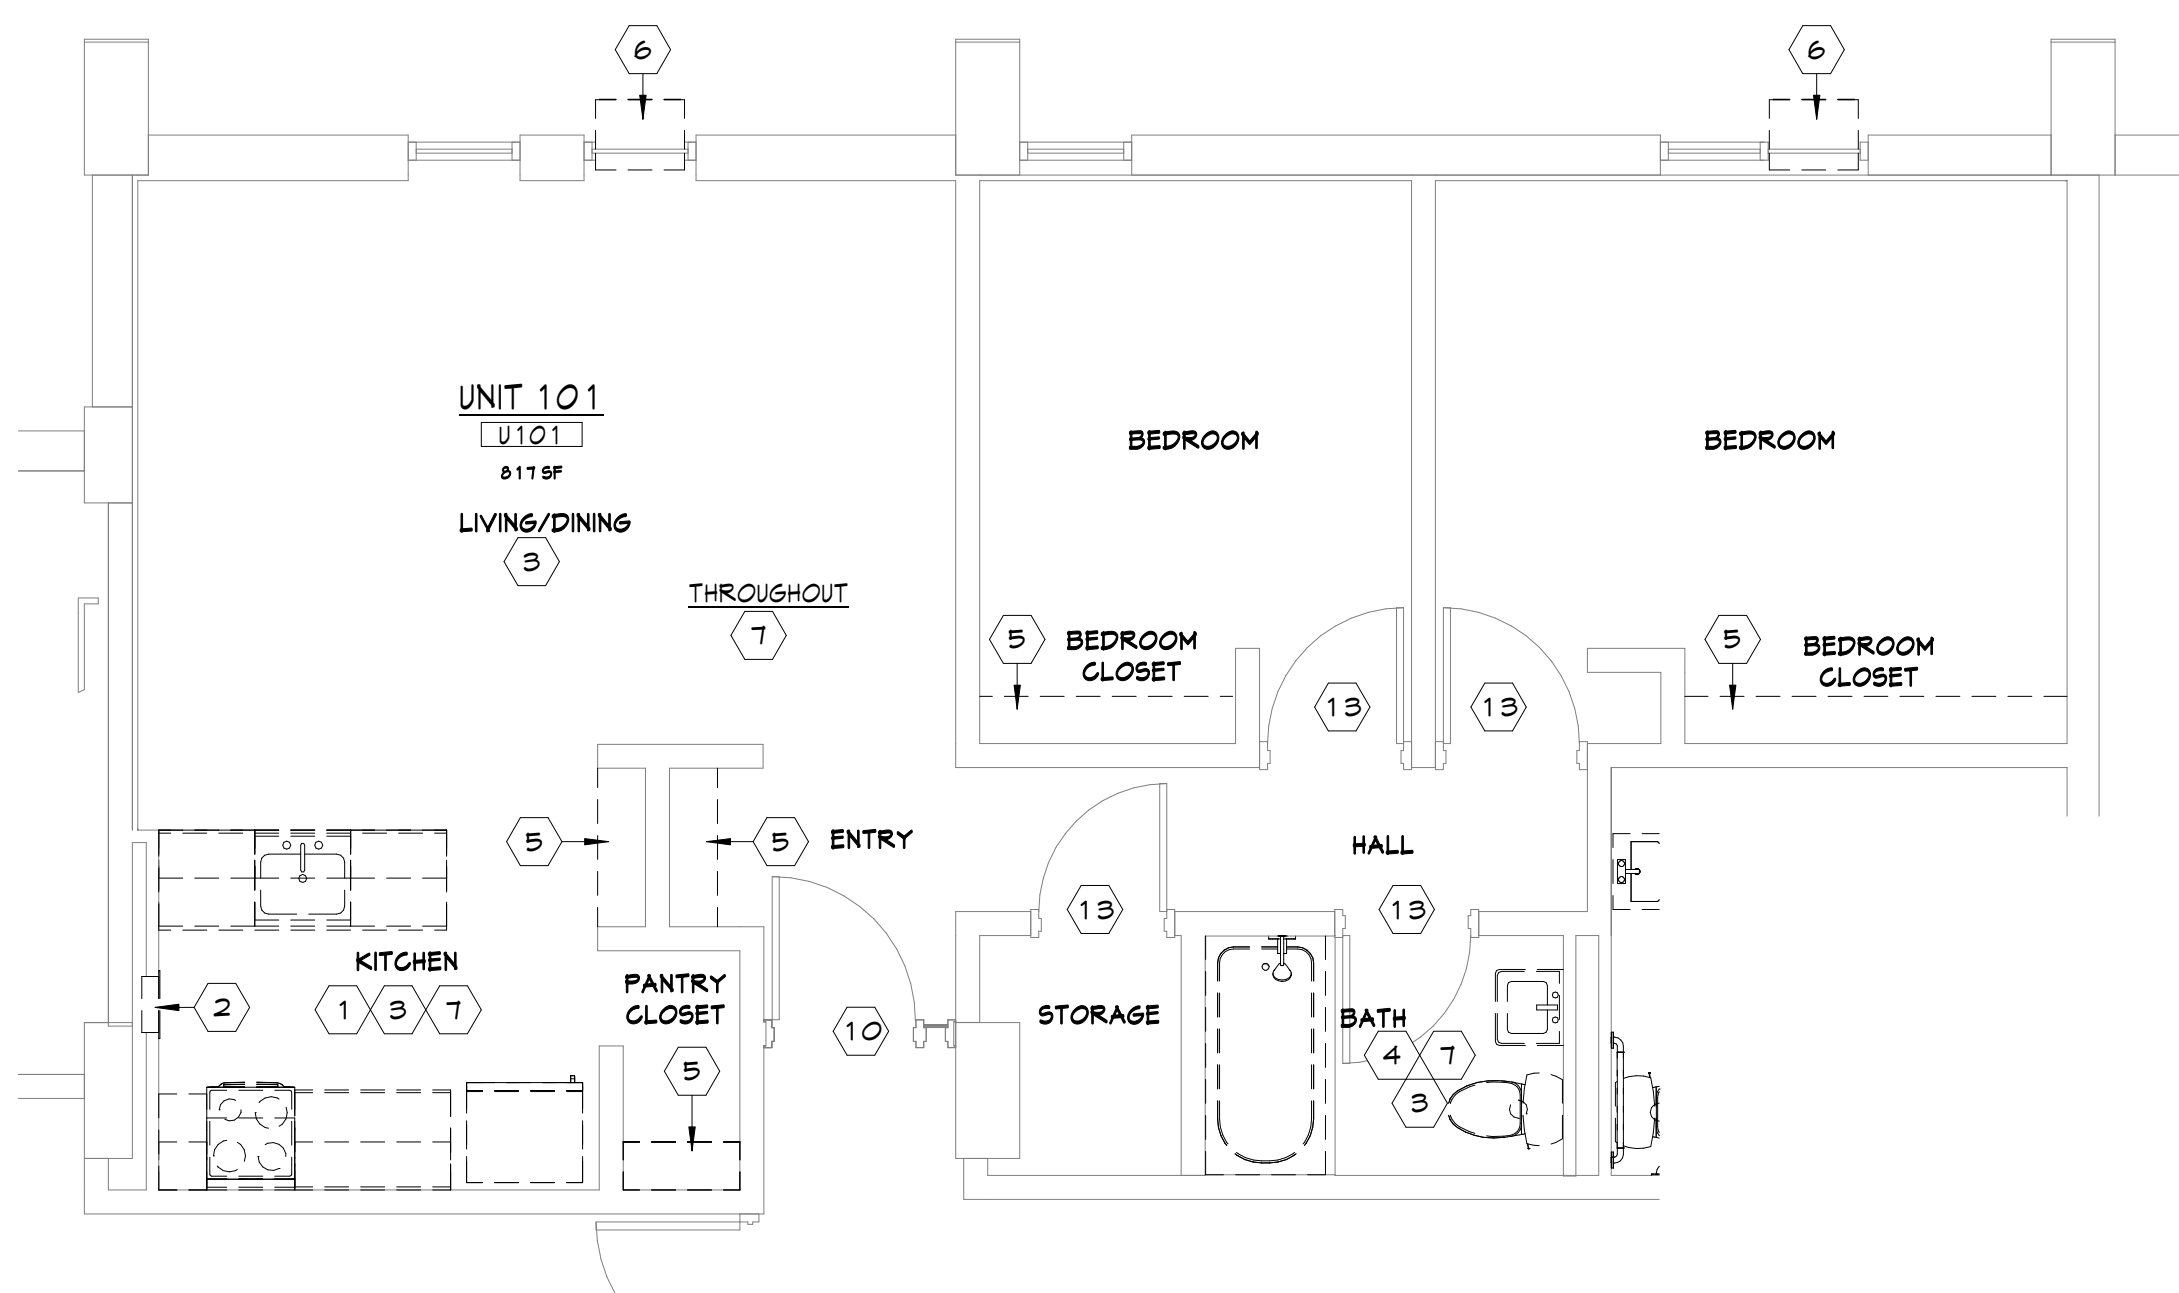 6
6
UNIT 101
U101
817 SF
LIVING/DINING
3
THROUGHOUT
7
BEDROOM
BEDROOM
5
BEDROOM
CLOSET
5
BEDROOM
CLOSET
13
13
5
5
ENTRY
HALL
13
13
KITCHEN
1
3
7
2
PANTRY
CLOSET
5
10
STORAGE
BATH
4
7
3